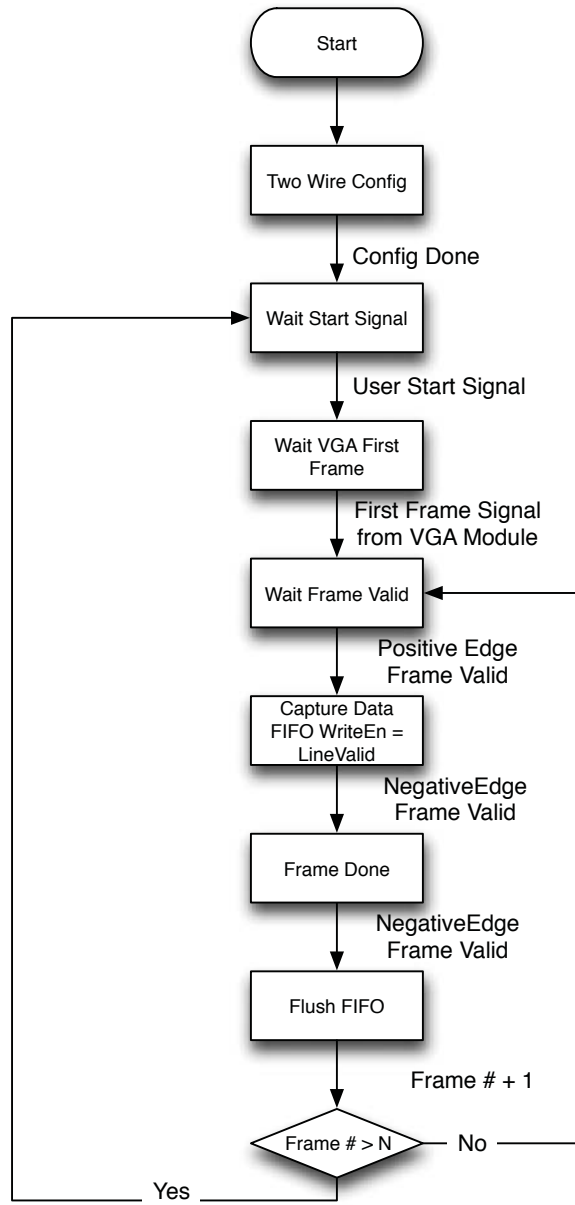 Start
Two Wire Config
Config Done
Wait Start Signal
User Start Signal
Wait VGA First
Frame
First Frame Signal
from VGA Module
Wait Frame Valid
Positive Edge
Frame Valid
Capture Data
FIFO WriteEn =
LineValid
NegativeEdge
Frame Valid
Frame Done
NegativeEdge
Frame Valid
Flush FIFO
Frame # + 1
Frame # > N
No
Yes